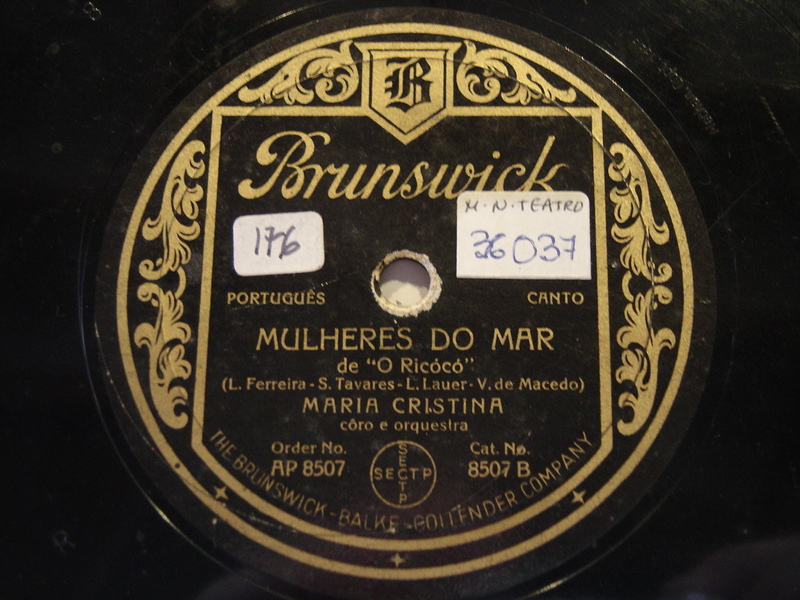 B
Brunswick
M.N.TEATRO
176
36037
PORTUGUÊS
CANTO
MULHERES DO MAR
de "O Ricócó"
(L. Ferreira - S. Tavares - L. Lauer - V. de Macedo)
MARIA CRISTINA
côro e orquestra
Order No.
AP 8507
SECTP
SECTP
Cat. No.
8507 B
THE BRUNSWICK-BALKE-COLLENDER COMPANY